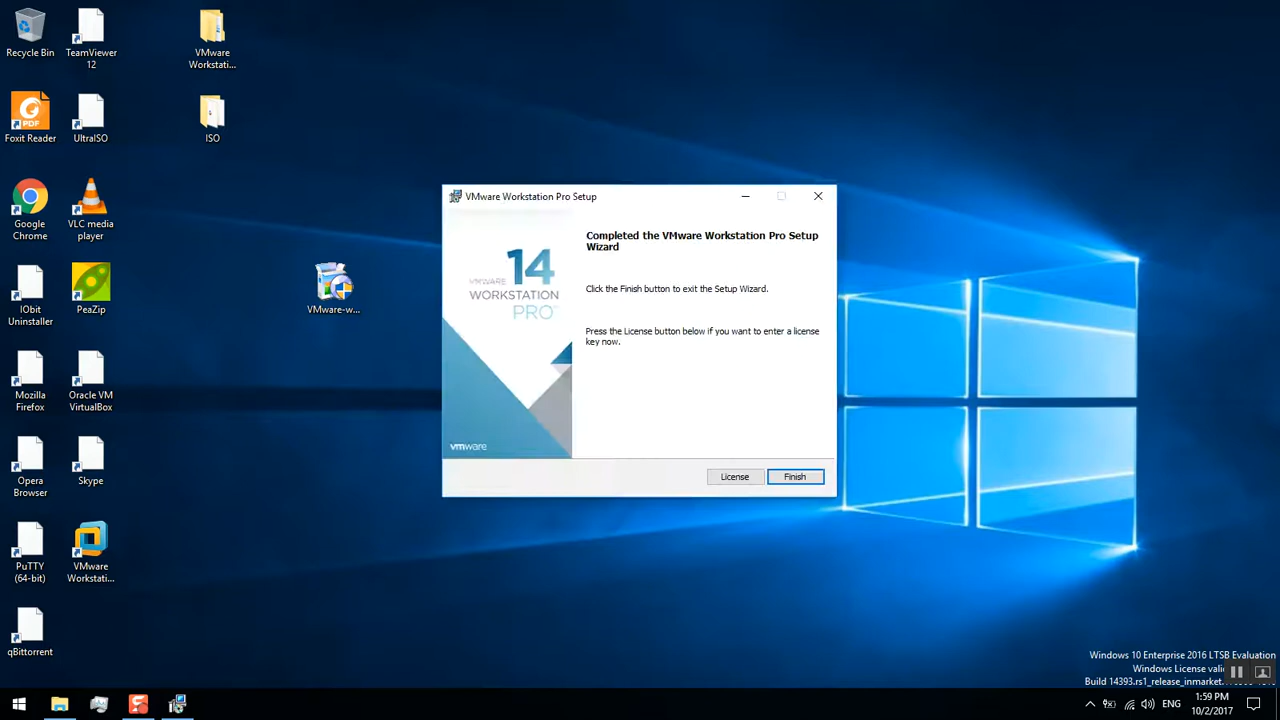 Recycle Bin
TeamViewer
12
VMware
Workstati...
PDF
Foxit Reader
UltraISO
ISO
Google
Chrome
VLC media
player
IObit
Uninstaller
PeaZip
VMware-w...
Mozilla
Firefox
Oracle VM
VirtualBox
Opera
Browser
Skype
PuTTY
(64-bit)
VMware
Workstati...
qBittorrent
VMware Workstation Pro Setup
VMWARE 14
WORKSTATION
PRO™
vmware
Completed the VMware Workstation Pro Setup
Wizard
Click the Finish button to exit the Setup Wizard.
Press the License button below if you want to enter a license
key now.
License
Finish
Windows 10 Enterprise 2016 LTSB Evaluation
Windows License vali
Build 14393.rs1_release_inmarket.
ENG
1:59 PM
10/2/2017